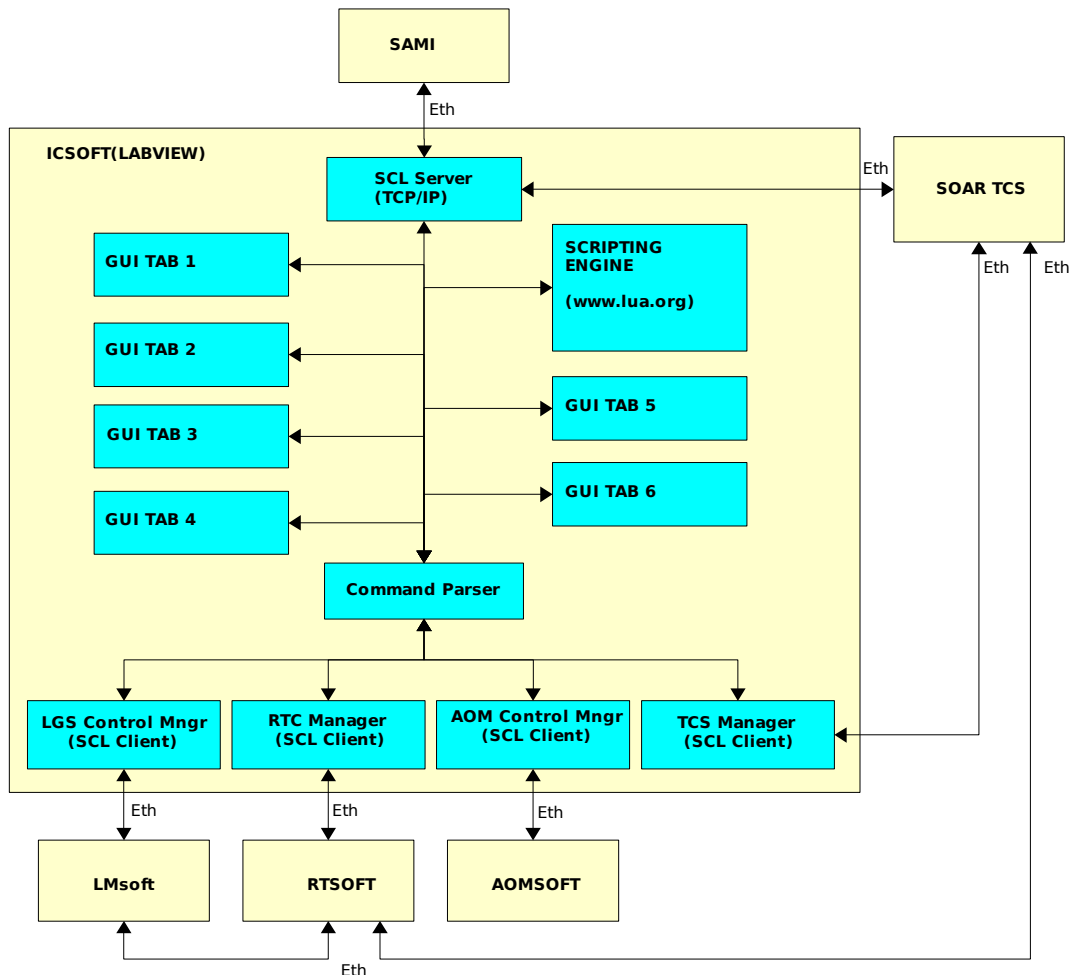 SAMI
Eth
ICSOFT(LABVIEW)
SCL Server
(TCP/IP)
Eth
SOAR TCS
GUI TAB 1
SCRIPTING
ENGINE
(www.lua.org)
Eth
Eth
GUI TAB 2
GUI TAB 5
GUI TAB 3
GUI TAB 6
GUI TAB 4
Command Parser
LGS Control Mngr
(SCL Client)
RTC Manager
(SCL Client)
AOM Control Mngr
(SCL Client)
TCS Manager
(SCL Client)
Eth
Eth
Eth
LMsoft
RTSOFT
AOMSOFT
Eth